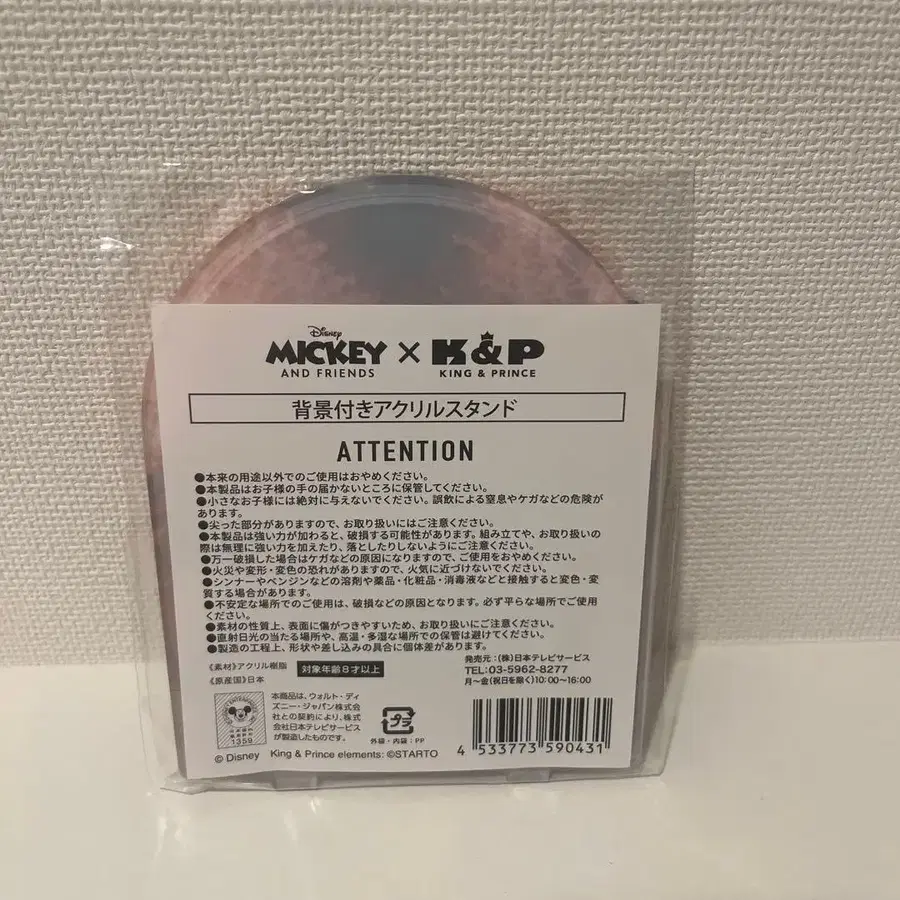 Disney
MICKEY × K&P
AND FRIENDS KING & PRINCE
背景付きアクリルスタンド
ATTENTION
●本来の用途以外でのご使用はおやめください。
●本製品はお子様の手の届かないところに保管してください。
●小さなお子様には絶対に与えないでください。誤飲による窒息やケガなどの危険が
あります。
●尖った部分がありますので、お取り扱いにはご注意ください。
●本製品は強い力が加わると、破損する可能性があります。組み立てや、お取り扱いの
際は無理に強い力を加えたり、落としたりしないようにご注意ください。
●万一破損した場合はケガなどの原因になりますので、ご使用をおやめください。
●火災や変形・変色の恐れがありますので、火気に近づけないでください。
●シンナーやベンジンなどの溶剤や薬品・化粧品・消毒液などと接触すると変色・変
質する場合があります。
●不安定な場所でのご使用は、破損などの原因となります。必ず平らな場所でご使用
ください。
●素材の性質上、表面に傷がつきやすいため、お取り扱いにご注意ください。
●直射日光の当たる場所や、高温・多湿な場所での保管は避けてください。
●製造の工程上、形状や差し込みの具合に個体差があります。
《素材》アクリル樹脂 対象年齢8才以上
《原産国》日本
発売元:(株)日本テレビサービス
TEL:03-5962-8277
月〜金(祝日を除く)10:00〜16:00
本商品は、ウォルト・ディ
ズニー・ジャパン株式会
社との契約により、株式
会社日本テレビサービス
が製造したものです。
1359
プラ
外袋・内袋:PP
4 533773 590431
© Disney King & Prince elements: ©STARTO